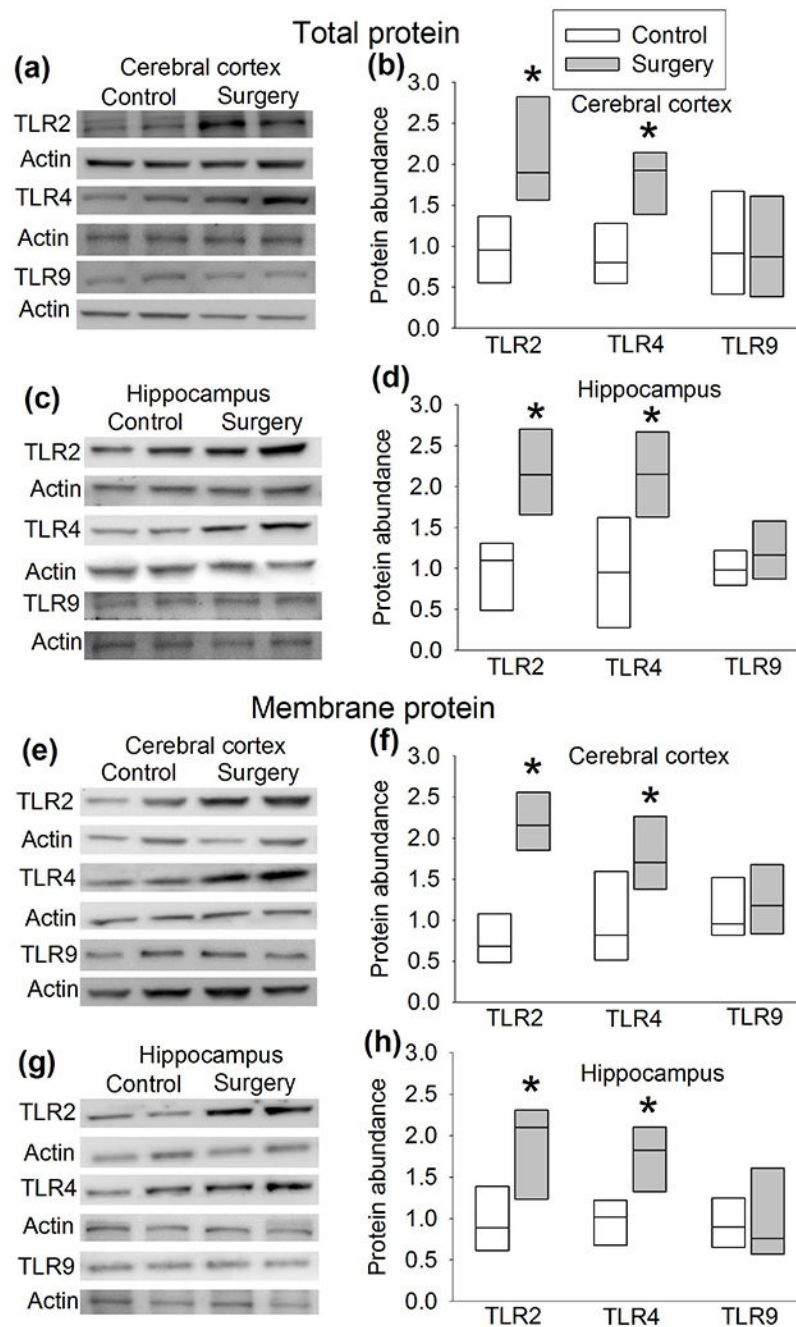 Total protein
Control
Surgery
(a)
Cerebral cortex
Control Surgery
TLR2
Actin
TLR4
Actin
TLR9
Actin
(b)
Cerebral cortex
Protein abundance
3.0
2.5
2.0
1.5
1.0
0.5
0.0
* *
TLR2 TLR4 TLR9
(c)
Hippocampus
Control Surgery
TLR2
Actin
TLR4
Actin
TLR9
Actin
(d)
Hippocampus
Protein abundance
3.0
2.5
2.0
1.5
1.0
0.5
0.0
* *
TLR2 TLR4 TLR9
Membrane protein
(e)
Cerebral cortex
Control Surgery
TLR2
Actin
TLR4
Actin
TLR9
Actin
(f)
Cerebral cortex
Protein abundance
3.0
2.5
2.0
1.5
1.0
0.5
0.0
* *
TLR2 TLR4 TLR9
(g)
Hippocampus
Control Surgery
TLR2
Actin
TLR4
Actin
TLR9
Actin
(h)
Hippocampus
Protein abundance
3.0
2.5
2.0
1.5
1.0
0.5
0.0
* *
TLR2 TLR4 TLR9